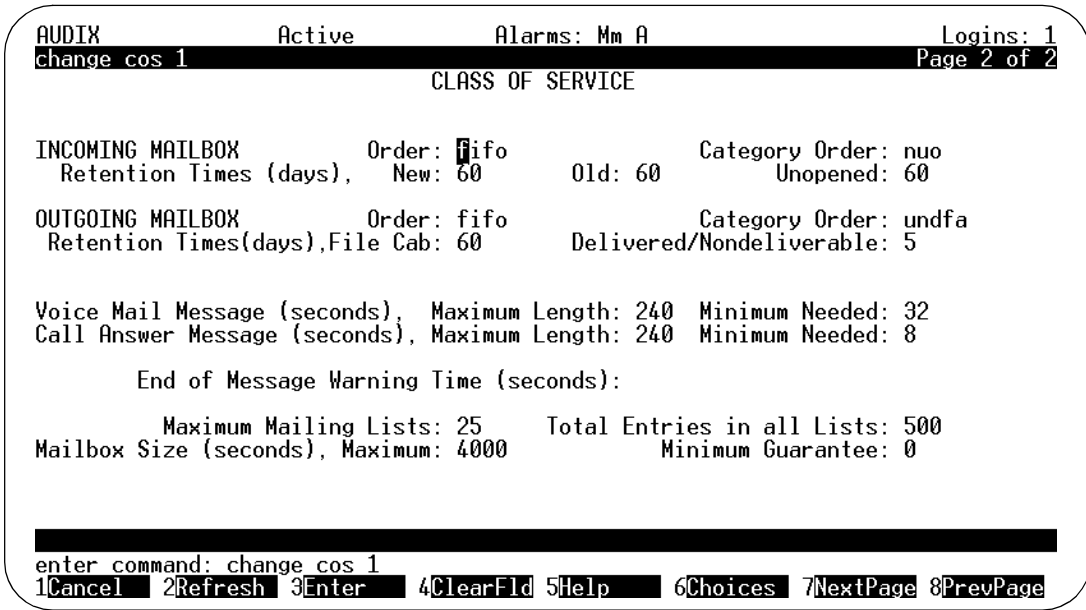 AUDIX Active Alarms: Mm A Logins: 1
change cos 1 Page 2 of 2
CLASS OF SERVICE
INCOMING MAILBOX Order: fifo Category Order: nuo
Retention Times (days), New: 60 Old: 60 Unopened: 60
OUTGOING MAILBOX Order: fifo Category Order: undfa
Retention Times(days),File Cab: 60 Delivered/Nondeliverable: 5
Voice Mail Message (seconds), Maximum Length: 240 Minimum Needed: 32
Call Answer Message (seconds), Maximum Length: 240 Minimum Needed: 8
End of Message Warning Time (seconds):
Maximum Mailing Lists: 25 Total Entries in all Lists: 500
Mailbox Size (seconds), Maximum: 4000 Minimum Guarantee: 0
enter command: change cos 1
1Cancel 2Refresh 3Enter 4ClearFld 5Help 6Choices 7NextPage 8PrevPage